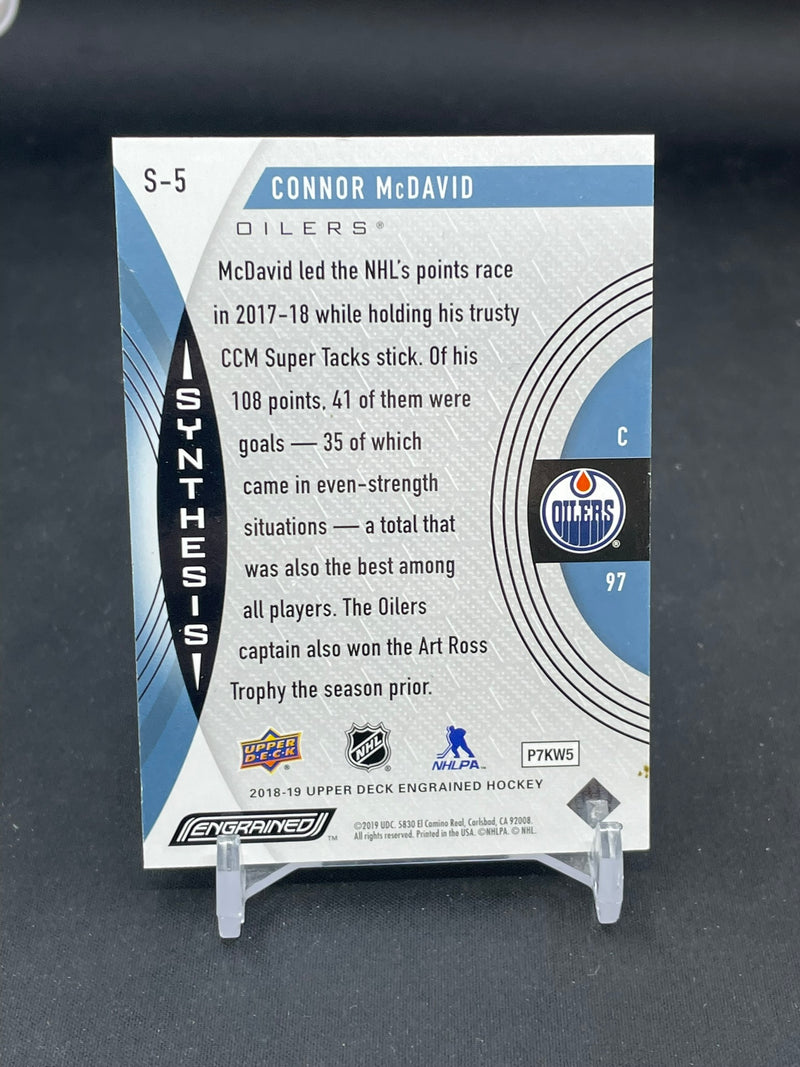 S-5
CONNOR McDAVID
OILERS®
McDavid led the NHL's points race
in 2017-18 while holding his trusty
CCM Super Tacks stick. Of his
108 points, 41 of them were
goals — 35 of which
came in even-strength
situations — a total that
was also the best among
all players. The Oilers
captain also won the Art Ross
Trophy the season prior.
SYNTHESIS
C
OILERS
®
97
UPPER
DECK
®
NHL
NHLPA™
P7KW5
2018-19 UPPER DECK ENGRAINED HOCKEY
ENGRAINED™
©2019 UDC. 5830 El Camino Real, Carlsbad, CA 92008.
All rights reserved. Printed in the USA. ©NHLPA. © NHL.